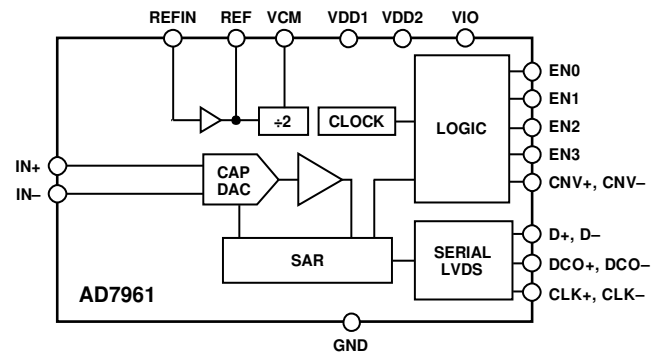 REFIN REF VCM VDD1 VDD2 VIO
EN0
EN1
÷2
CLOCK
LOGIC
EN2
EN3
IN+
CAP
DAC
CNV+, CNV–
IN–
D+, D–
SERIAL
LVDS
SAR
DCO+, DCO–
AD7961
CLK+, CLK–
GND